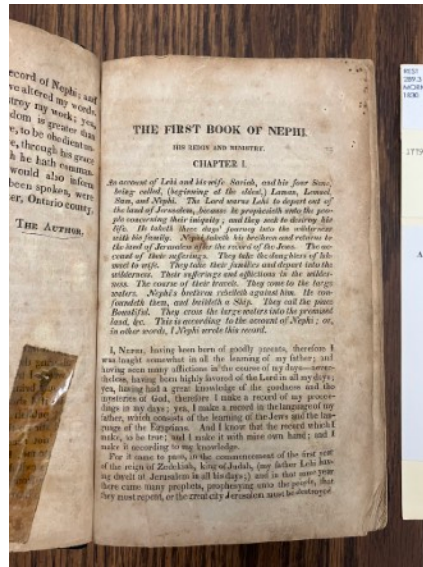 ecord of Nephi; and
ve altered my words,
troy my work; yea,
dom is greater than
e, to be obedient un-
e, through his grace
h he hath comman-
would also inform
been spoken, were
er, Ontario county,
THE AUTHOR.
THE FIRST BOOK OF NEPHI.
HIS REIGN AND MINISTRY.
CHAPTER I.
An account of Lehi and his wife Sariah, and his four Sons,
being called, (beginning at the eldest,) Laman, Lemuel,
Sam, and Nephi. The Lord warns Lehi to depart out of
the land of Jerusalem, because he prophesieth unto the peo-
ple concerning their iniquity; and they seek to destroy his
life. He taketh three days' journey into the wilderness
with his family. Nephi taketh his brethren and returns to
the land of Jerusalem after the record of the Jews. The ac-
count of their sufferings. They take the daughters of Ish-
mael to wife. They take their families and depart into the
wilderness. Their sufferings and afflictions in the wilder-
ness. The course of their travels. They come to the large
waters. Nephi's brethren rebelleth against him. He con-
foundeth them, and buildeth a Ship. They call the place
Bountiful. They cross the large waters into the promised
land, &c. This is according to the account of Nephi; or,
in other words, I Nephi wrote this record.
I, NEPHI, having been born of goodly parents, therefore I
was taught somewhat in all the learning of my father; and
having seen many afflictions in the course of my days—never-
theless, having been highly favored of the Lord in all my days;
yea, having had a great knowledge of the goodness and the
mysteries of God, therefore I make a record of my proceed-
dings in my days; yea, I make a record in the language of my
father, which consists of the learning of the Jews and the lan-
guage of the Egyptians. And I know that the record which I
make, to be true; and I make it with mine own hand; and I
make it according to my knowledge.
For it came to pass, in the commencement of the first year
of the reign of Zedekiah, king of Judah, (my father Lehi hav-
ing dwelt at Jerusalem in all his days;) and in that same year
there came many prophets, prophesying unto the people, that
they must repent, or the great city Jerusalem must be destroyed.
REST
289.3
MORM
1830